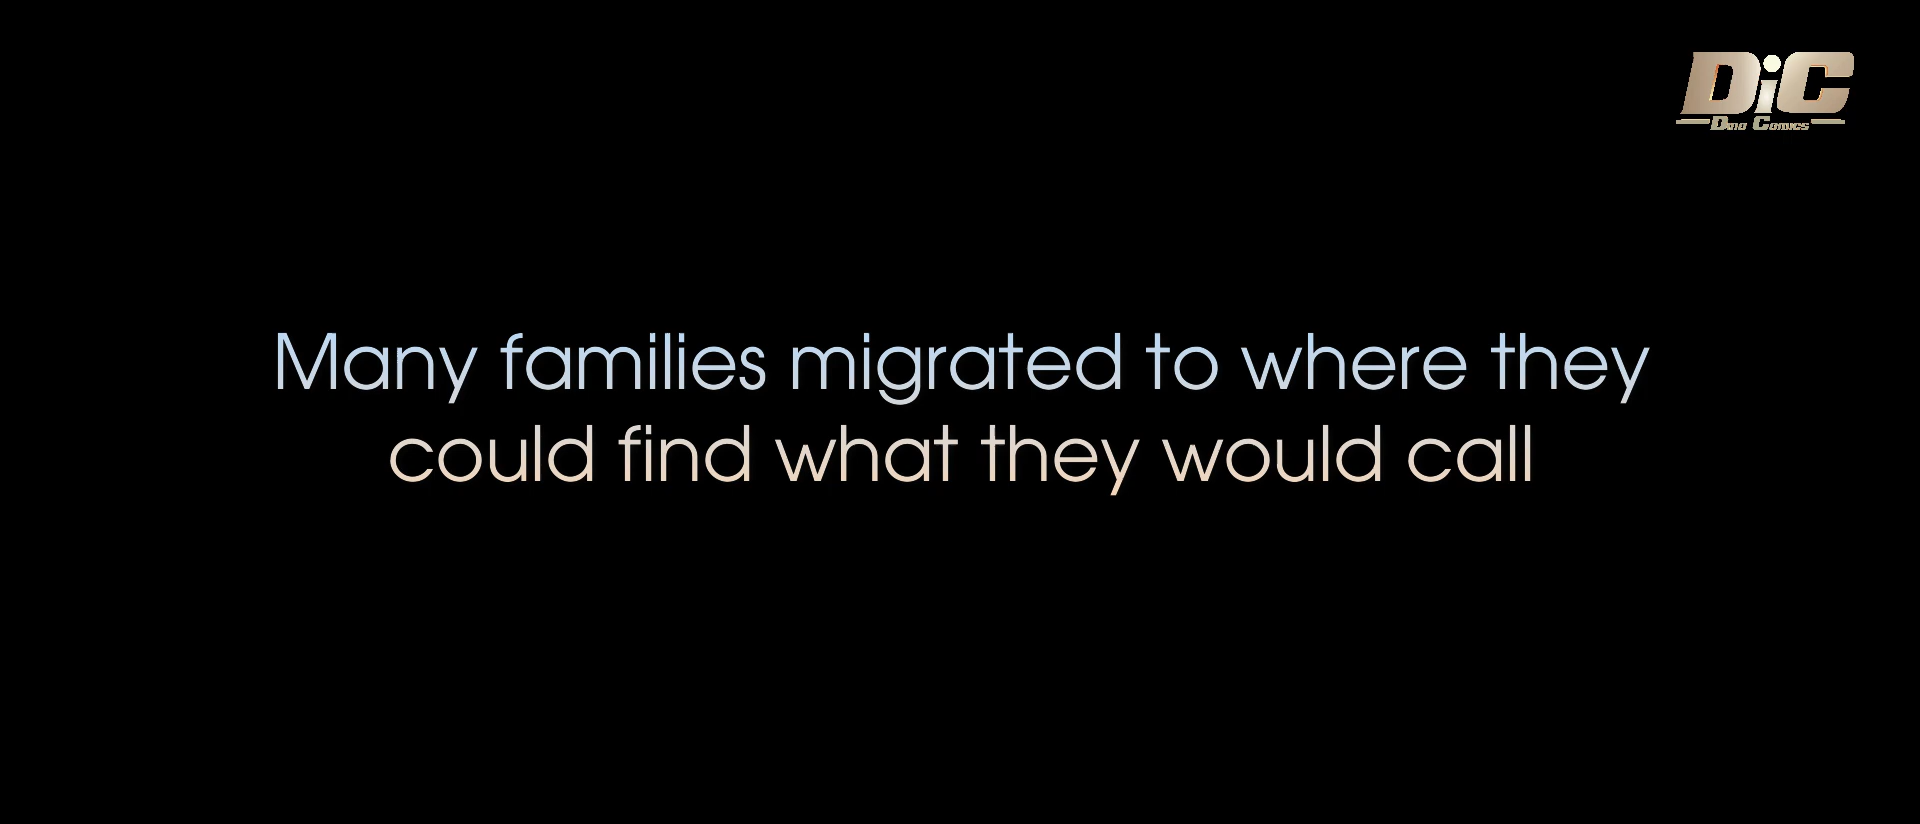 DiC
Dino Comics
Many families migrated to where they
could find what they would call